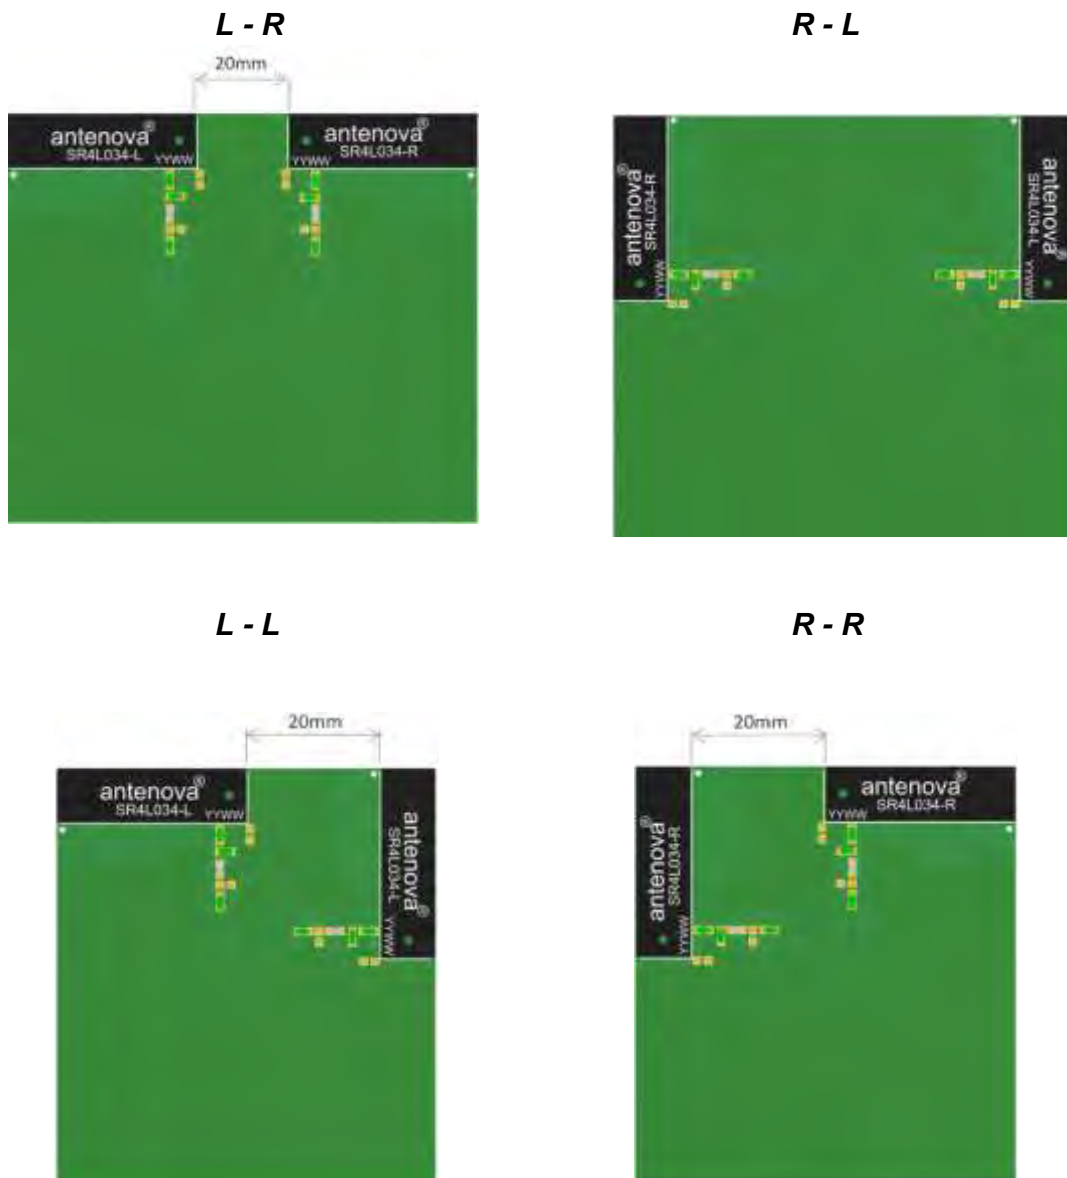 L - R
R - L
20mm
antenova®
SR4L034-L
YYWW
antenova®
SR4L034-R
YYWW
antenova®
SR4L034-R
YYWW
antenova®
SR4L034-L
YYWW
L - L
R - R
20mm
antenova®
SR4L034-L
YYWW
antenova®
SR4L034-L
YYWW
20mm
antenova®
SR4L034-R
YYWW
antenova®
SR4L034-R
YYWW